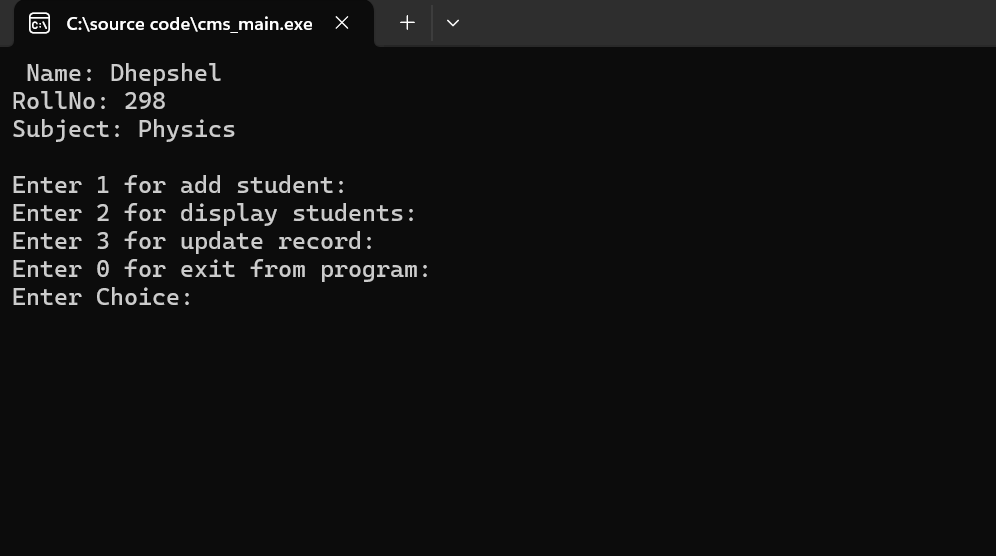 C:\source code\cms_main.exe
Name: Dhepshel
RollNo: 298
Subject: Physics
Enter 1 for add student:
Enter 2 for display students:
Enter 3 for update record:
Enter 0 for exit from program:
Enter Choice: